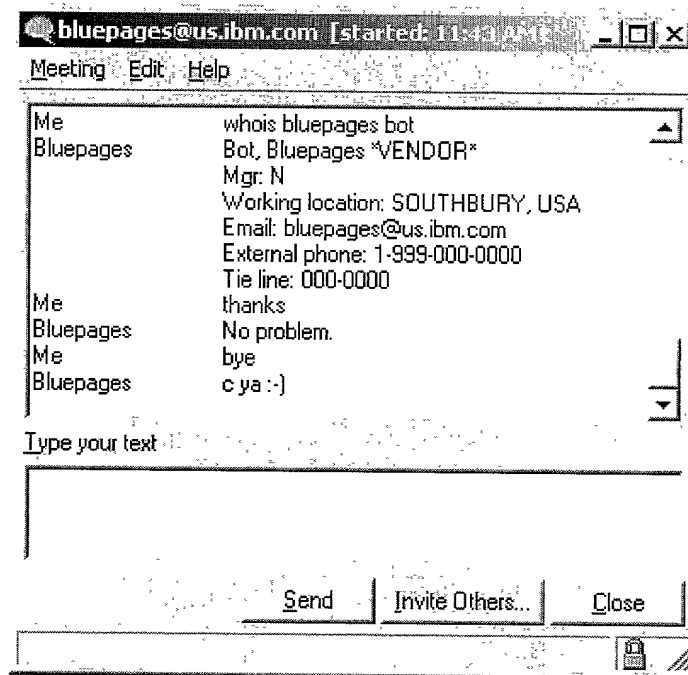 bluepages@us.ibm.com [started: 11:43 AM]
Meeting Edit Help
Me whois bluepages bot
Bluepages Bot, Bluepages *VENDOR*
Mgr: N
Working location: SOUTHBURY, USA
Email: bluepages@us.ibm.com
External phone: 1-999-000-0000
Tie line: 000-0000
Me thanks
Bluepages No problem.
Me bye
Bluepages c ya :-)
Type your text
Send Invite Others... Close